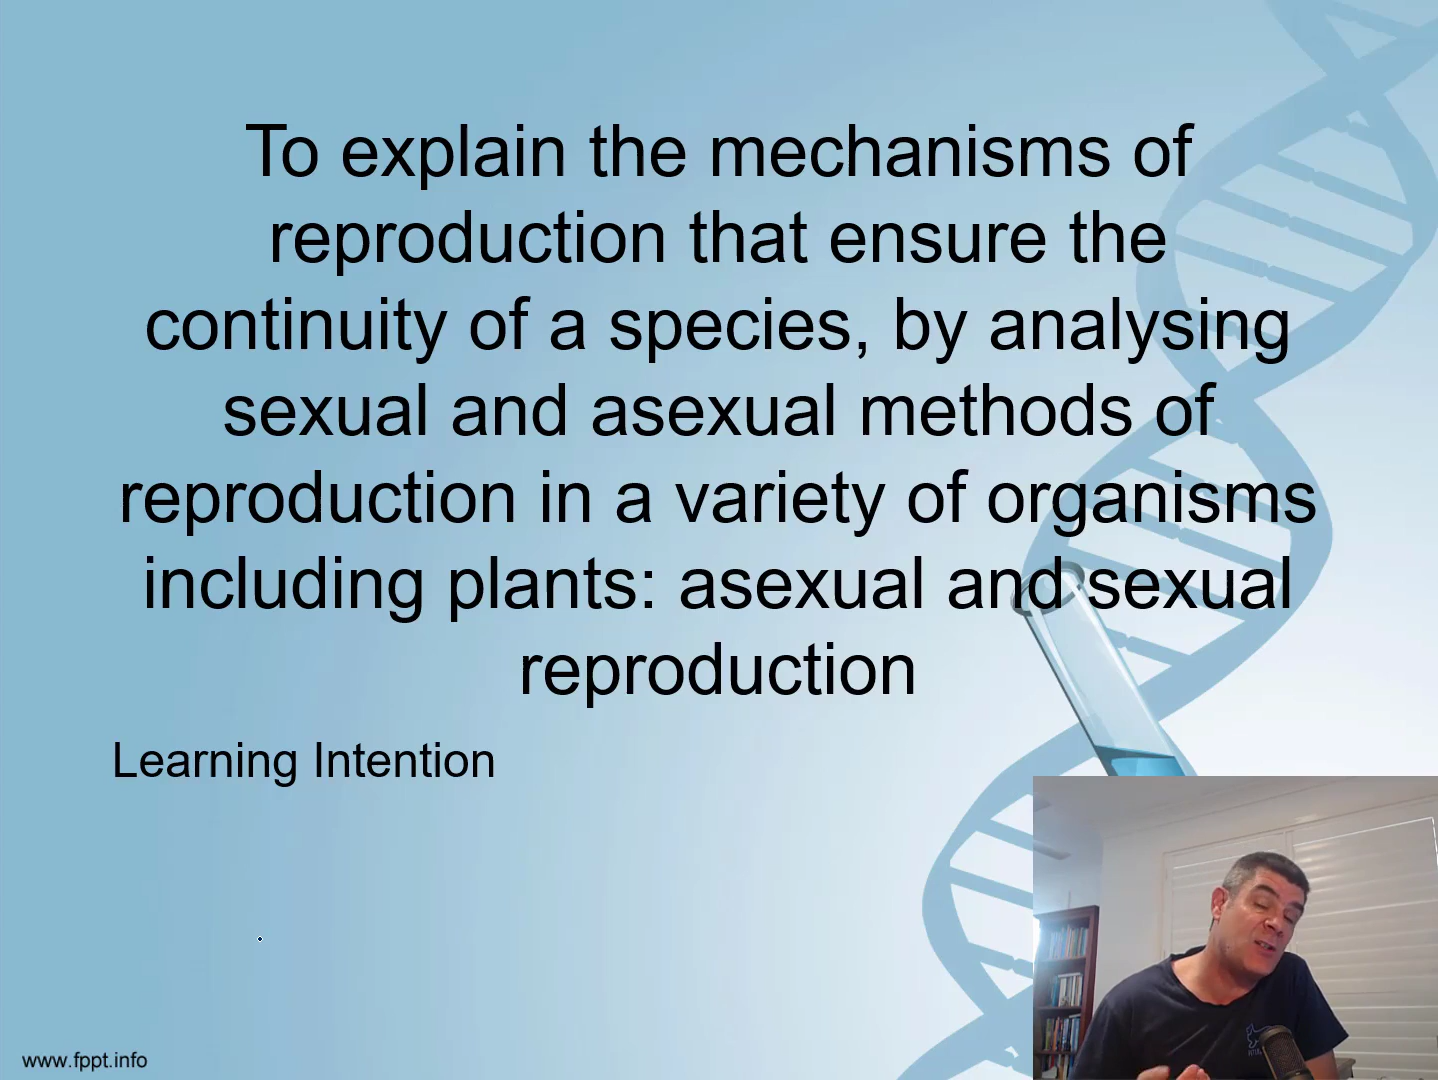 To explain the mechanisms of
reproduction that ensure the
continuity of a species, by analysing
sexual and asexual methods of
reproduction in a variety of organisms
including plants: asexual and sexual
reproduction
Learning Intention
www.fppt.info